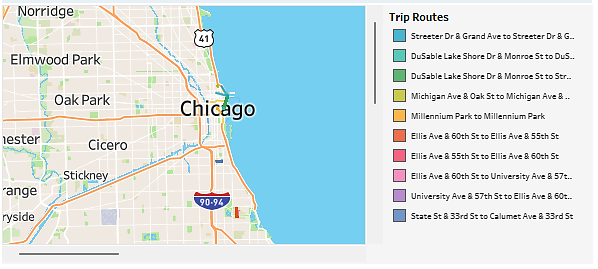 Norridge
41
Elmwood Park
Oak Park
Chicago
Cicero
Stickney
90-94
Trip Routes
Streeter Dr & Grand Ave to Streeter Dr & G..
DuSable Lake Shore Dr & Monroe St to DuS..
DuSable Lake Shore Dr & Monroe St to Str..
Michigan Ave & Oak St to Michigan Ave & ..
Millennium Park to Millennium Park
Ellis Ave & 60th St to Ellis Ave & 55th St
Ellis Ave & 55th St to Ellis Ave & 60th St
Ellis Ave & 60th St to University Ave & 57t..
University Ave & 57th St to Ellis Ave & 60t..
State St & 33rd St to Calumet Ave & 33rd St